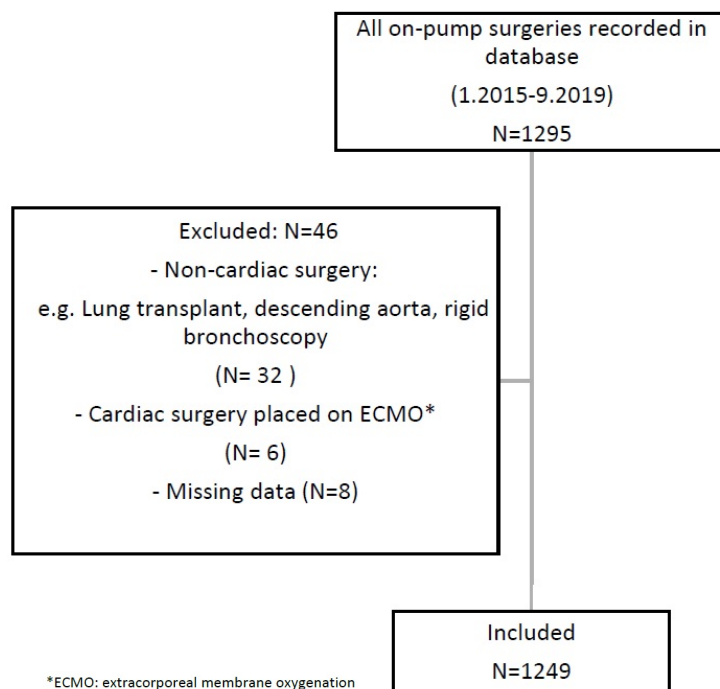 All on-pump surgeries recorded in
database
(1.2015-9.2019)
N=1295
Excluded: N=46
- Non-cardiac surgery:
e.g. Lung transplant, descending aorta, rigid
bronchoscopy
(N= 32 )
- Cardiac surgery placed on ECMO*
(N= 6)
- Missing data (N=8)
Included
N=1249
*ECMO: extracorporeal membrane oxygenation